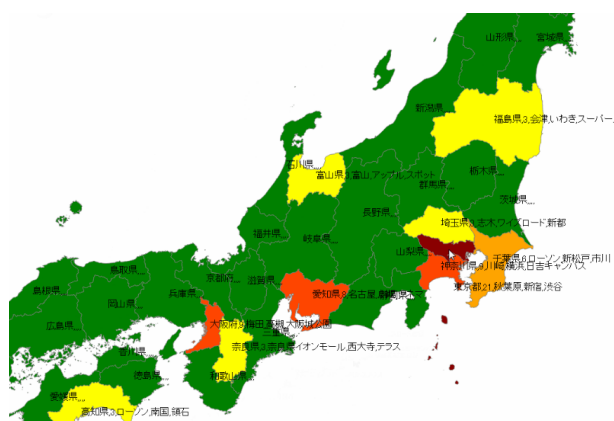 山形県,,,,
宮城県,,,,
新潟県,,,,
福島県,3,会津,いわき,スーパー,
石川県,,,,
富山県,3,富山,アップル,スポット
栃木県,,,,
群馬県,,,,
茨城県,,,,
長野県,,,,
埼玉県,3,志木,ワイズロード,新都
福井県,,,,
岐阜県,,,,
山梨県,,,,
千葉県,6,ローソン,新松戸,市川
神奈川県,9,川崎,横浜,日吉キャンパス
鳥取県,,,,
京都府,,,,
滋賀県,,,,
東京都,21,秋葉原,新宿,渋谷
島根県,,,,
岡山県,,,,
兵庫県,,,,
愛知県,8,名古屋,
静岡県
広島県,,,,
大阪府,9,梅田,高槻,大阪城公園
三重県,,,,
奈良県,3,奈良,イオンモール,西大寺,テラス
香川県,,,,
徳島県,,,,
和歌山県,,,,
愛媛県,,,,
高知県,3,ローソン,南国,領石